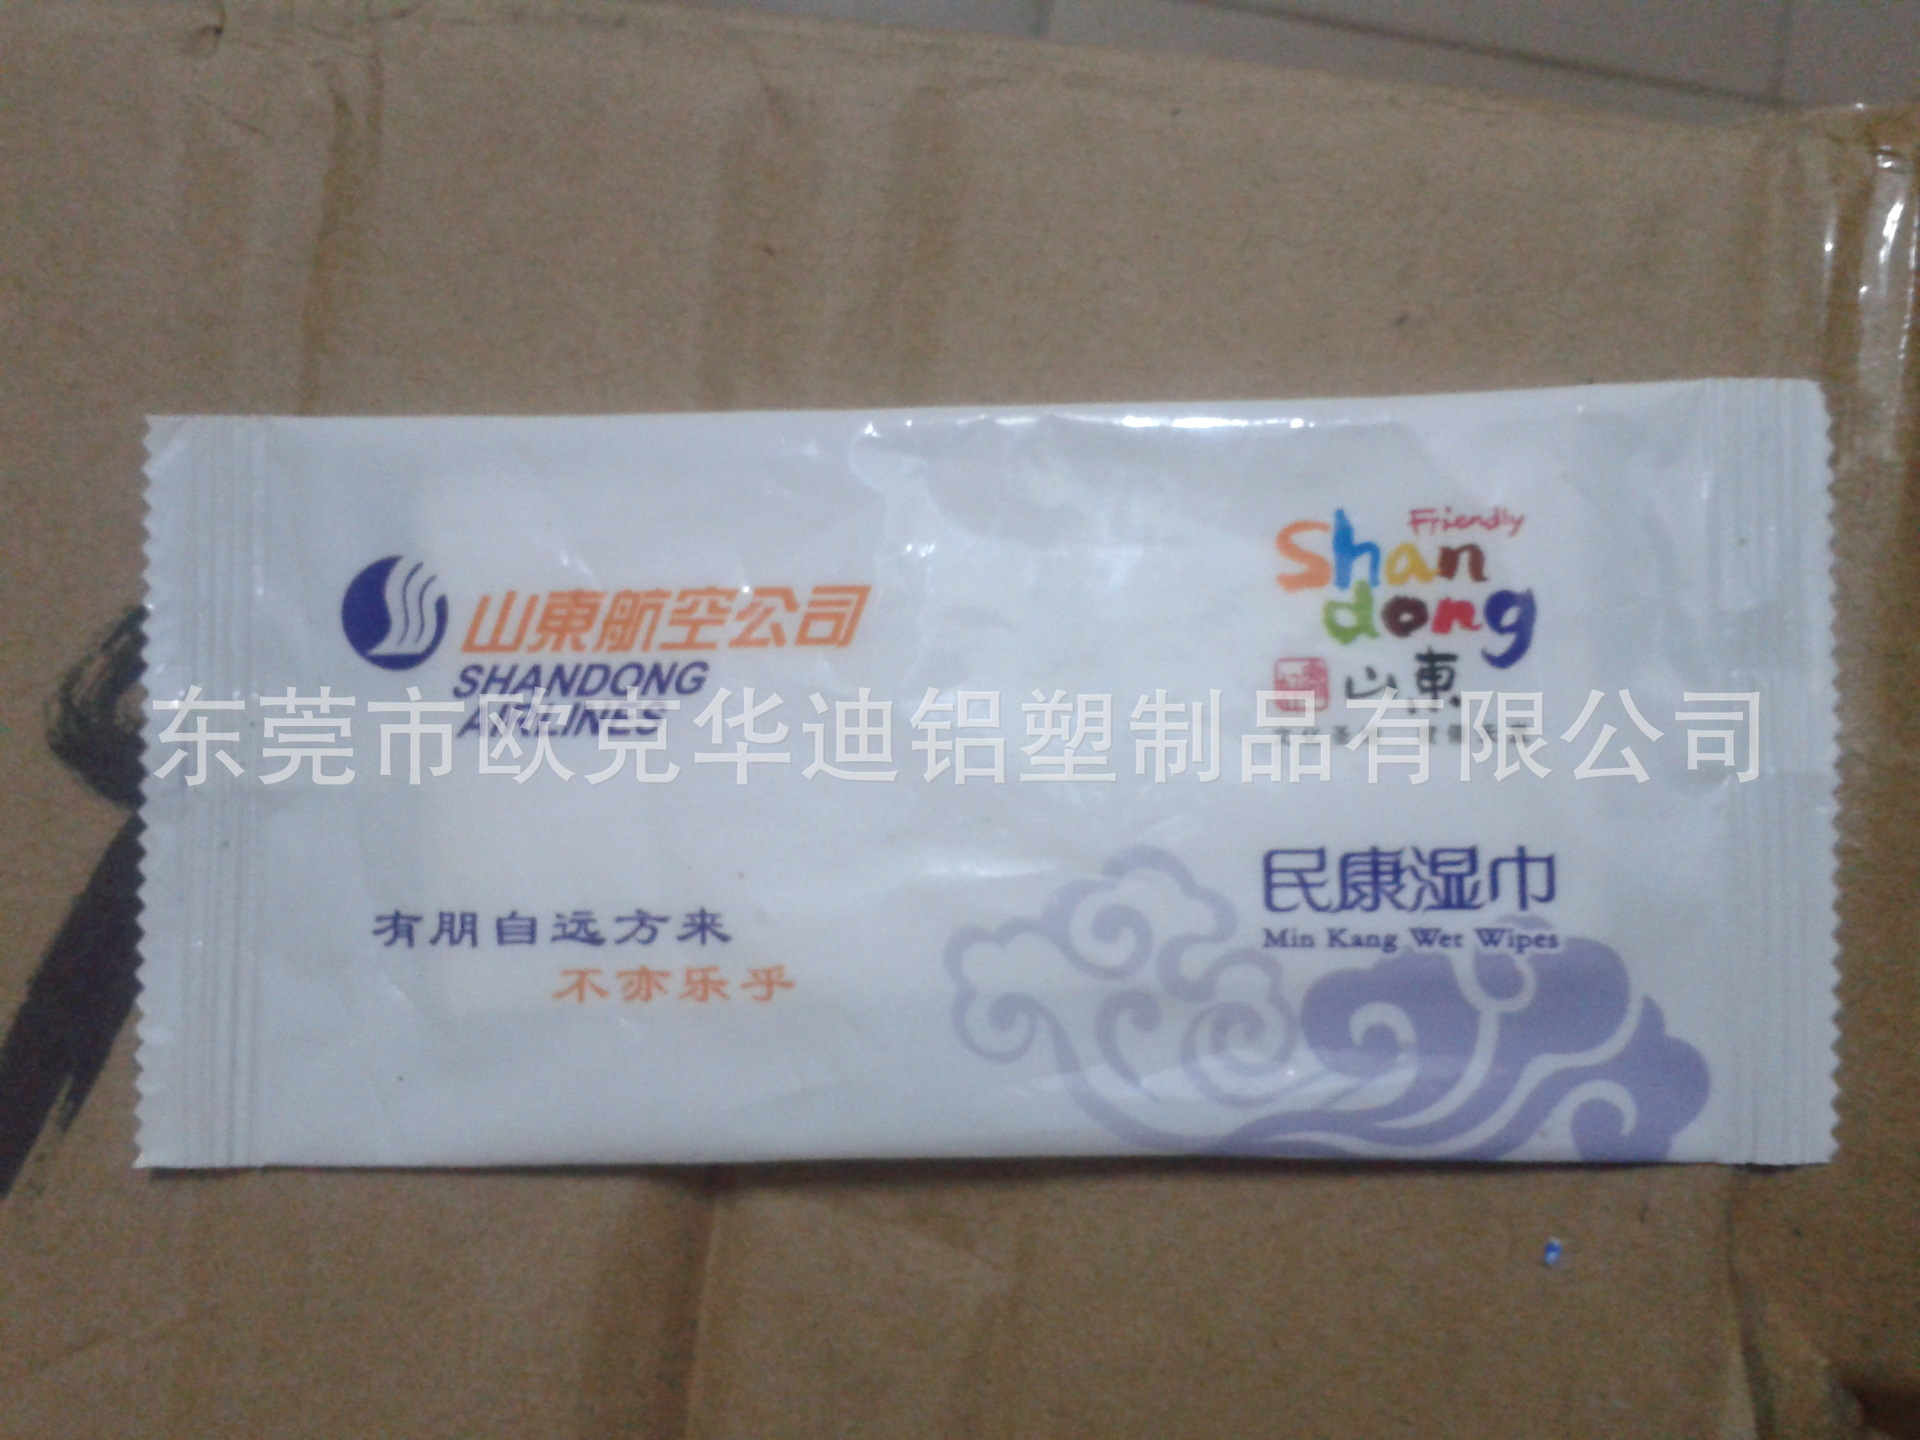 山東航空公司
SHANDONG
AIRLINES
Friendly
Shan
dong
山東
东莞市欧克华迪铝塑制品有限公司
有朋自远方来
不亦乐乎
民康湿巾
Min Kang Wet Wipes